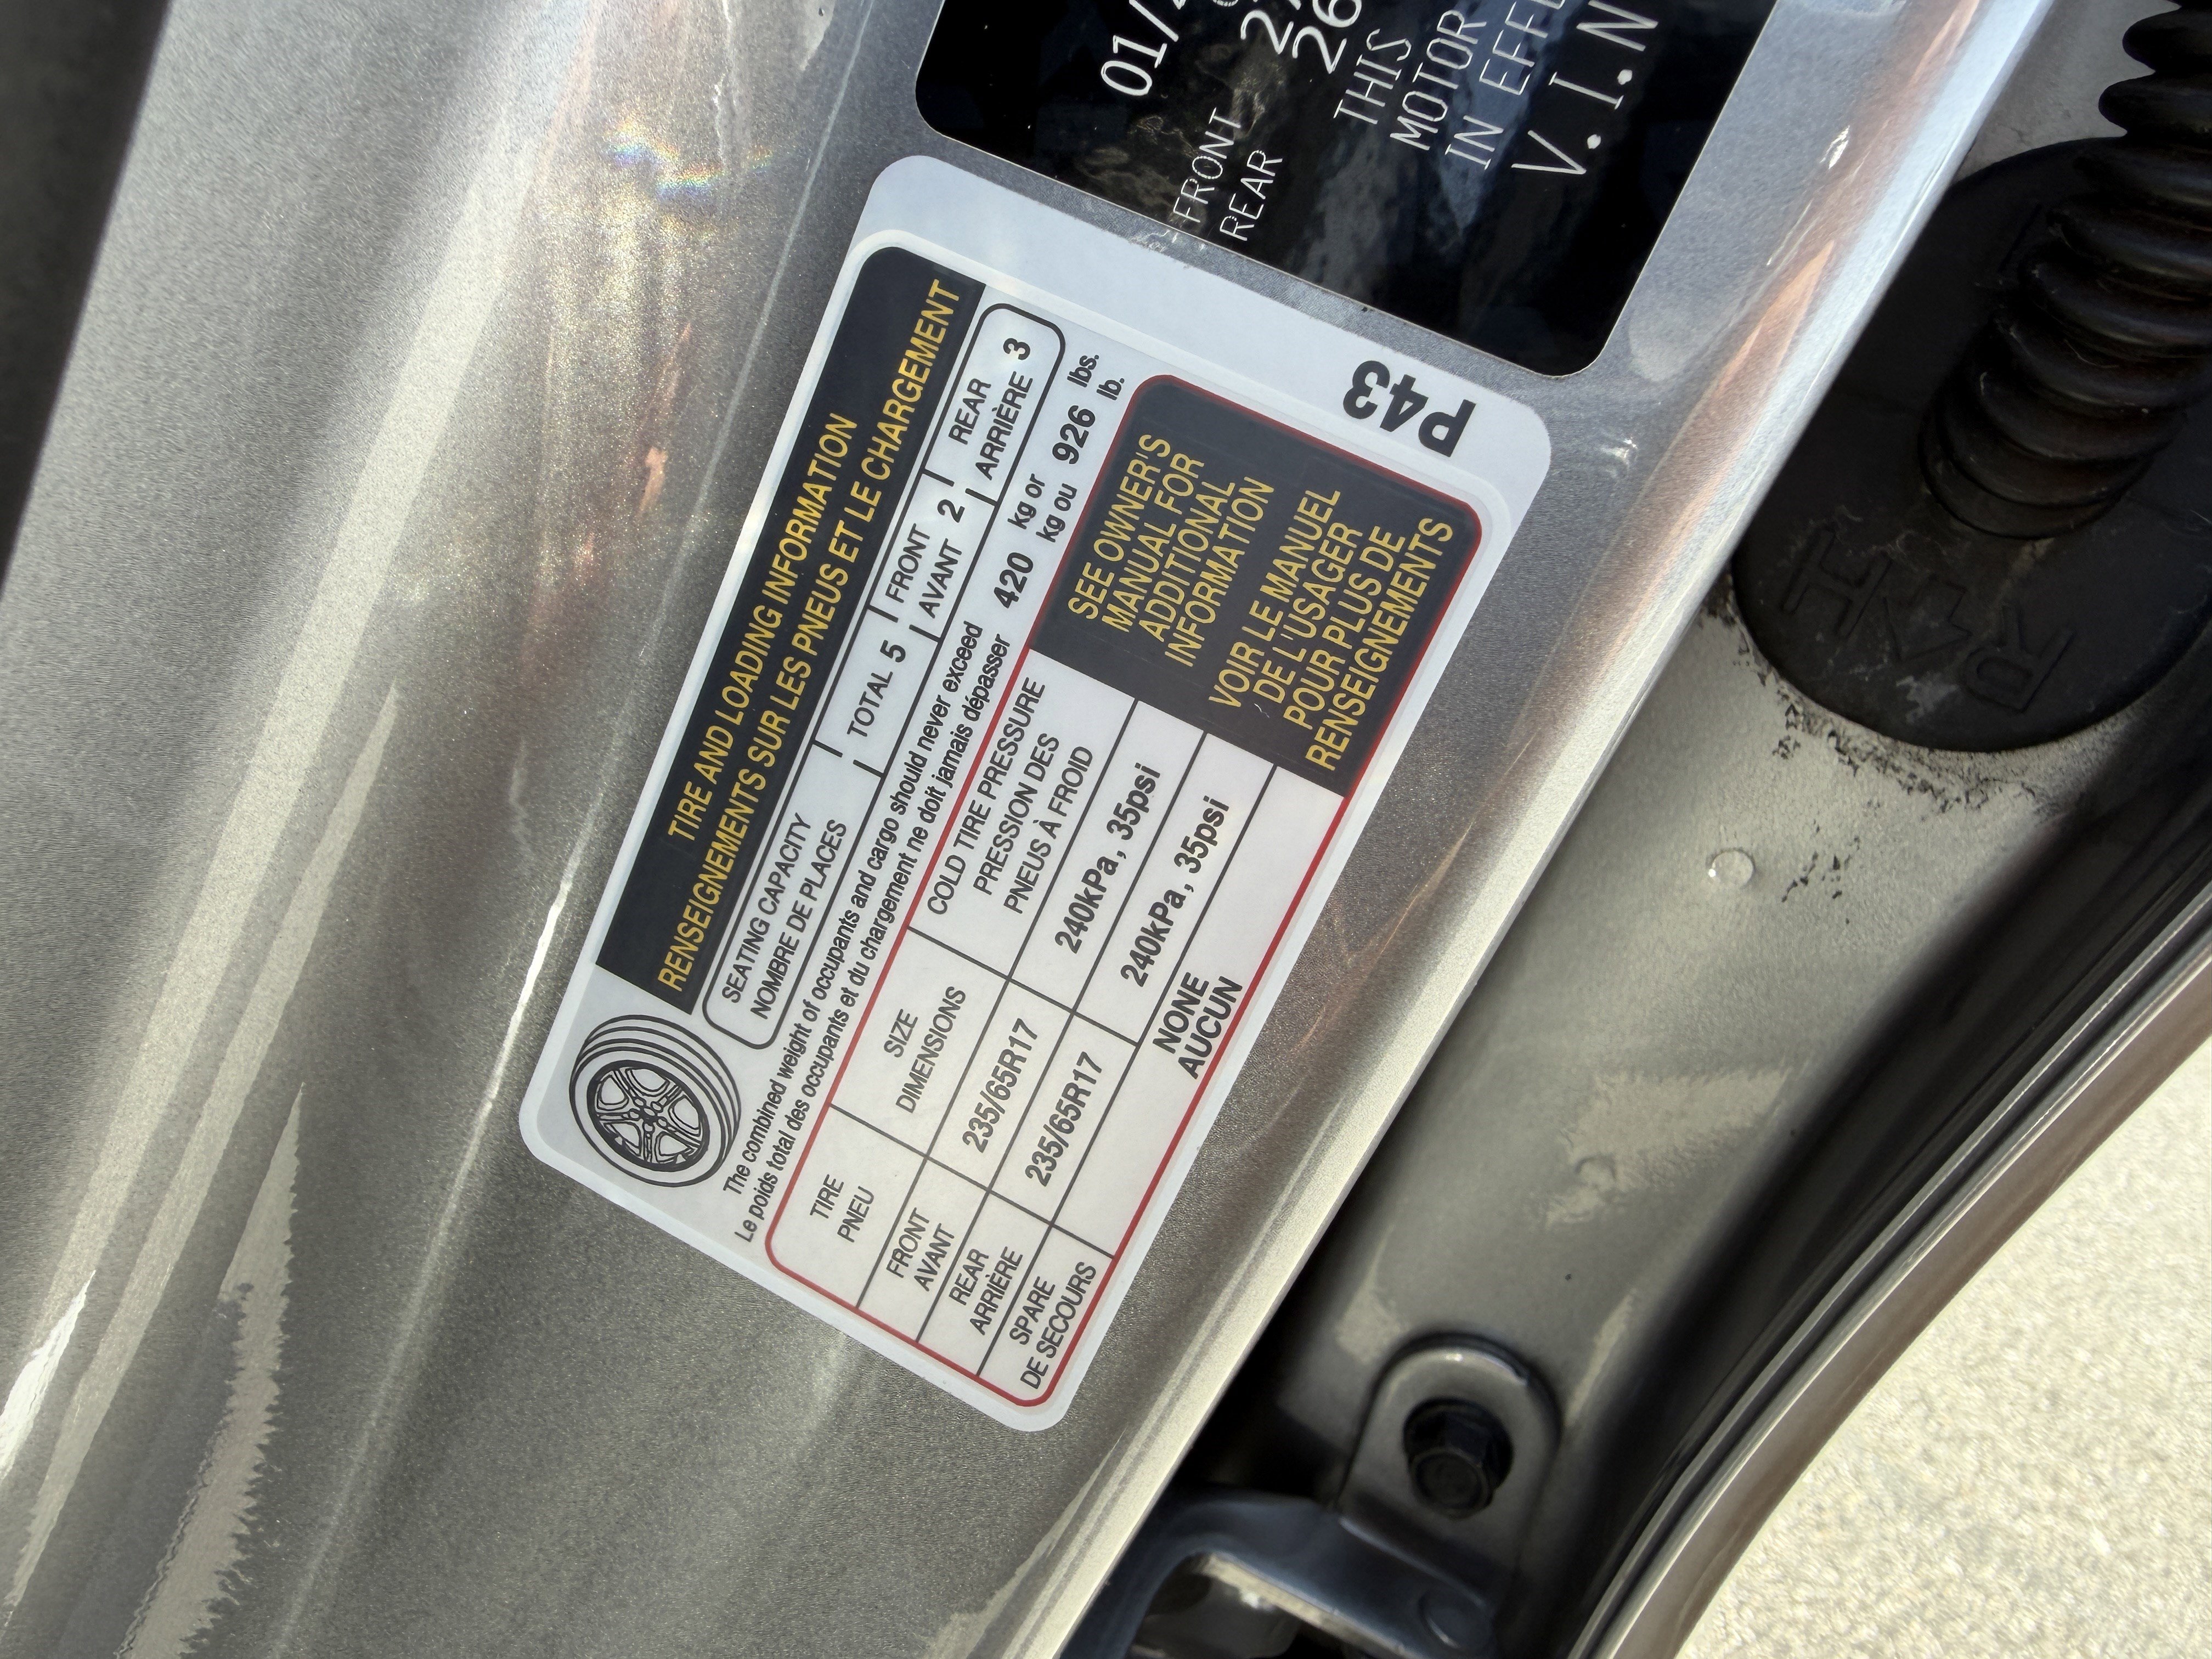 01/
FRONT
REAR
THIS
MOTOR
IN
V.I.N
P43
TIRE AND LOADING INFORMATION
RENSEIGNEMENTS SUR LES PNEUS ET LE CHARGEMENT
SEATING CAPACITY
NOMBRE DE PLACES
TOTAL 5
FRONT
AVANT 2
REAR
ARRIÈRE 3
The combined weight of occupants and cargo should never exceed 420 kg or 926 lbs.
Le poids total des occupants et du chargement ne doit jamais dépasser kg ou lb.
TIRE
PNEU
SIZE
DIMENSIONS
COLD TIRE PRESSURE
PRESSION DES
PNEUS À FROID
FRONT
AVANT
235/65R17
240kPa, 35psi
REAR
ARRIÈRE
235/65R17
240kPa, 35psi
SPARE
DE SECOURS
NONE
AUCUN
SEE OWNER'S
MANUAL FOR
ADDITIONAL
INFORMATION
VOIR LE MANUEL
DE L'USAGER
POUR PLUS DE
RENSEIGNEMENTS